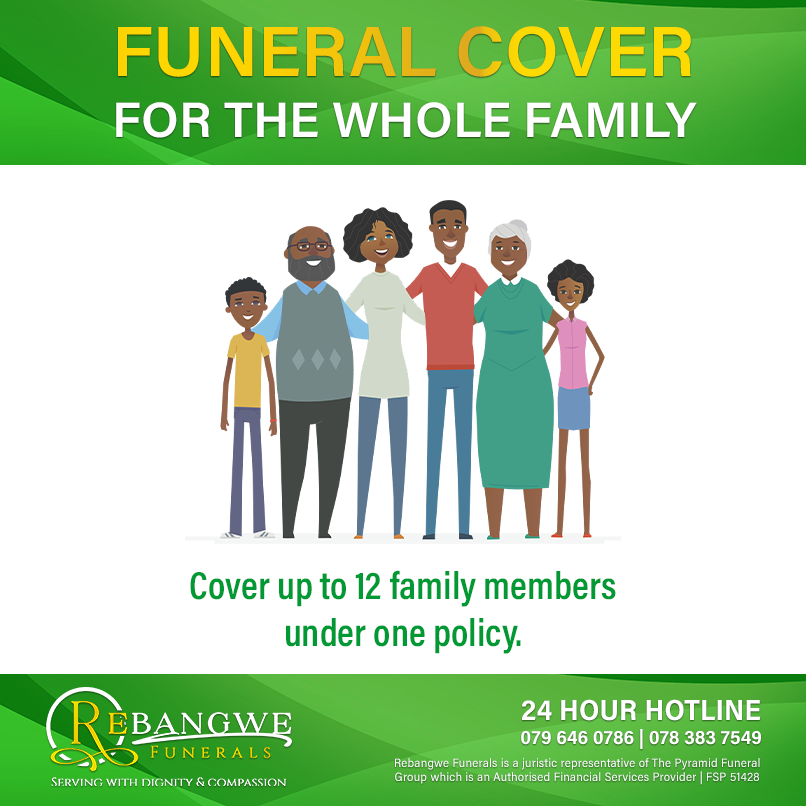 FUNERAL COVER
FOR THE WHOLE FAMILY
Cover up to 12 family members
under one policy.
REBANGWE
FUNERALS
SERVING WITH DIGNITY & COMPASSION
24 HOUR HOTLINE
079 646 0786 | 078 383 7549
Rebangwe Funerals is a juristic representative of The Pyramid Funeral
Group which is an Authorised Financial Services Provider | FSP 51428